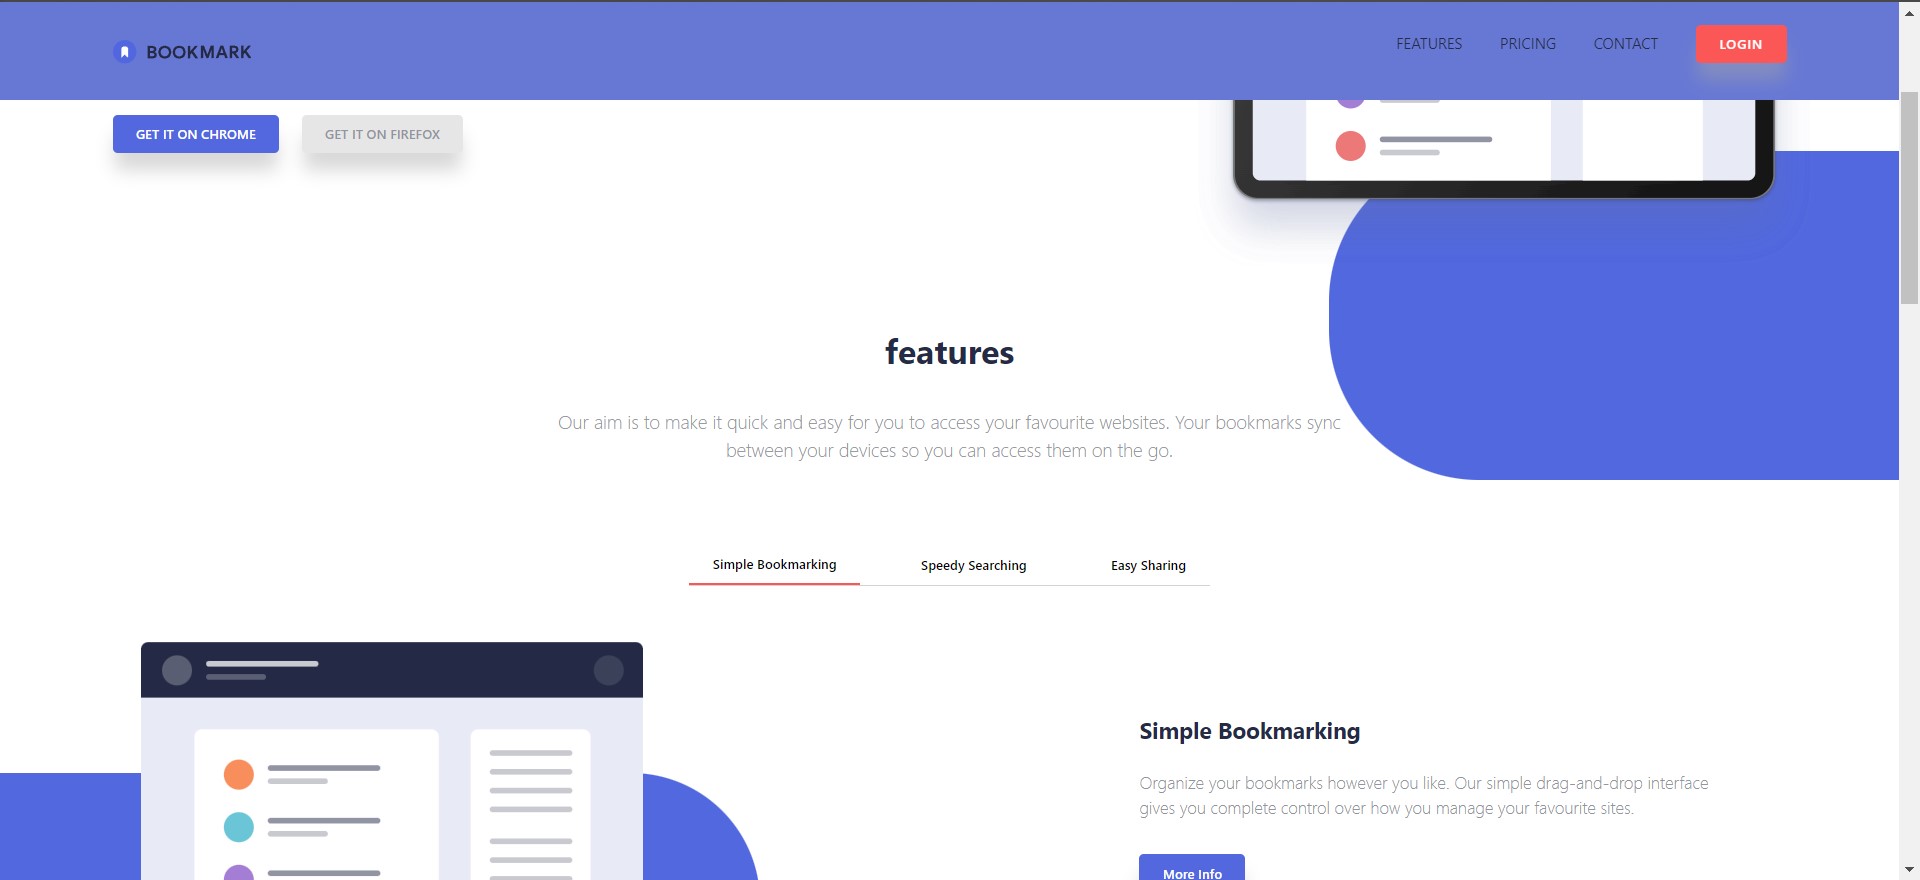 BOOKMARK
FEATURES PRICING CONTACT LOGIN
GET IT ON CHROME GET IT ON FIREFOX
features
Our aim is to make it quick and easy for you to access your favourite websites. Your bookmarks sync
between your devices so you can access them on the go.
Simple Bookmarking Speedy Searching Easy Sharing
Simple Bookmarking
Organize your bookmarks however you like. Our simple drag-and-drop interface
gives you complete control over how you manage your favourite sites.
More Info